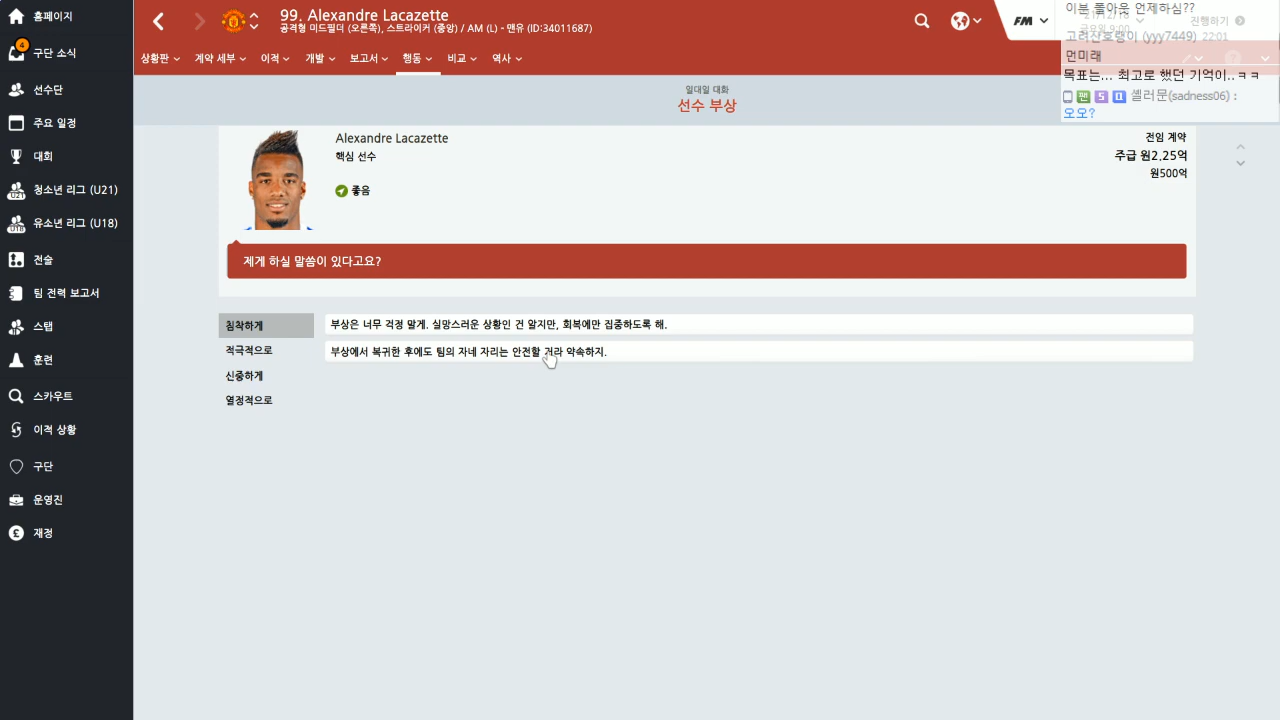 홈페이지
4
구단 소식
선수단
주요 일정
대회
U21
청소년 리그 (U21)
U18
유소년 리그 (U18)
전술
팀 전력 보고서
스탭
훈련
스카우트
이적 상황
구단
운영진
재정
99. Alexandre Lacazette
공격형 미드필더 (오른쪽), 스트라이커 (중앙) / AM (L) - 맨유 (ID:34011687)
FM
상황판
계약 세부
이적
개발
보고서
행동
비교
역사
이분 폴아웃 언제하심??
진행하기
고려산호랭이 (yyy7449) 22:01
먼미래
목표는... 최고로 했던 기억이..ㅋㅋ
팬 S 셀러문(sadness06) :
오오?
일대일 대화
선수 부상
Alexandre Lacazette
핵심 선수
좋음
전임 계약
주급 원2.25억
원500억
제게 하실 말씀이 있다고요?
침착하게
적극적으로
신중하게
열정적으로
부상은 너무 걱정 말게. 실망스러운 상황인 건 알지만, 회복에만 집중하도록 해.
부상에서 복귀한 후에도 팀의 자네 자리는 안전할 거라 약속하지.